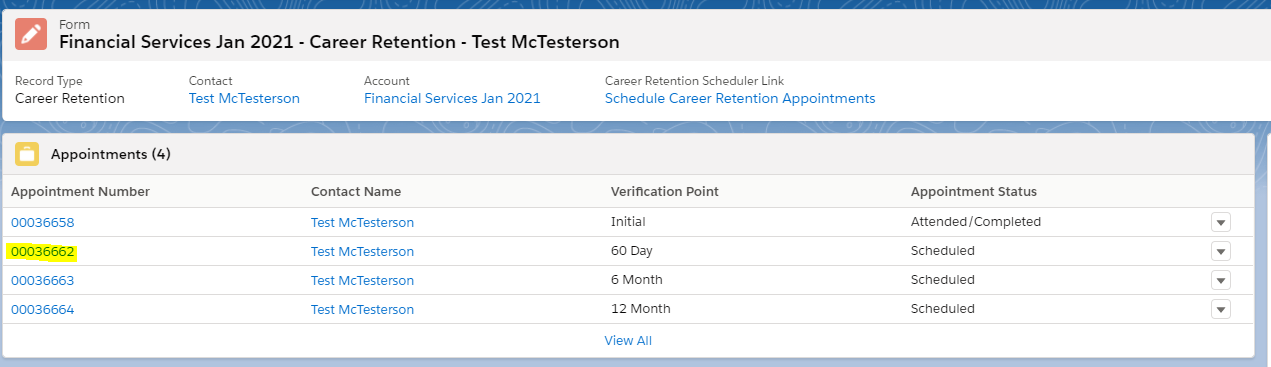 Form
Financial Services Jan 2021 - Career Retention - Test McTesterson
Record Type Contact Account Career Retention Scheduler Link
Career Retention Test McTesterson Financial Services Jan 2021 Schedule Career Retention Appointments
Appointments (4)
Appointment Number Contact Name Verification Point Appointment Status
00036658 Test McTesterson Initial Attended/Completed
00036662 Test McTesterson 60 Day Scheduled
00036663 Test McTesterson 6 Month Scheduled
00036664 Test McTesterson 12 Month Scheduled
View All